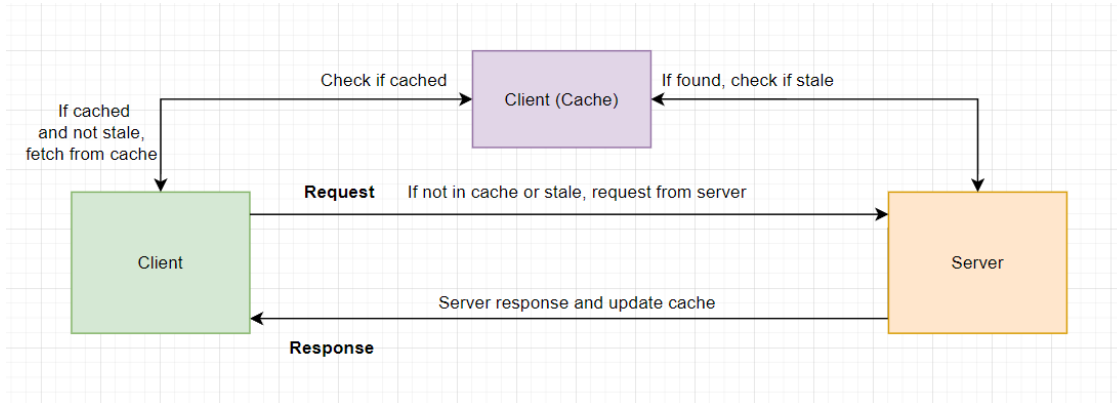 Check if cached
If found, check if stale
Client (Cache)
If cached
and not stale,
fetch from cache
Request
If not in cache or stale, request from server
Client
Server
Server response and update cache
Response